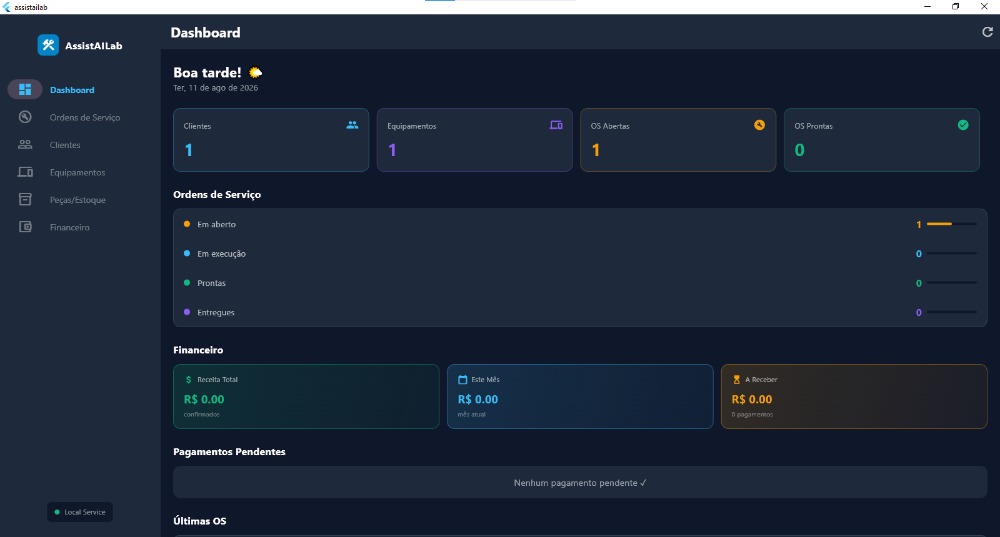 assistailab
AssistAILab
Dashboard
Ordens de Serviço
Clientes
Equipamentos
Peças/Estoque
Financeiro
Local Service
Dashboard
Boa tarde!
Ter, 11 de ago de 2026
Clientes
1
Equipamentos
1
OS Abertas
1
OS Prontas
0
Ordens de Serviço
Em aberto 1
Em execução 0
Prontas 0
Entregues 0
Financeiro
Receita Total
R$ 0.00
confirmados
Este Mês
R$ 0.00
mês atual
A Receber
R$ 0.00
0 pagamentos
Pagamentos Pendentes
Nenhum pagamento pendente ✓
Últimas OS